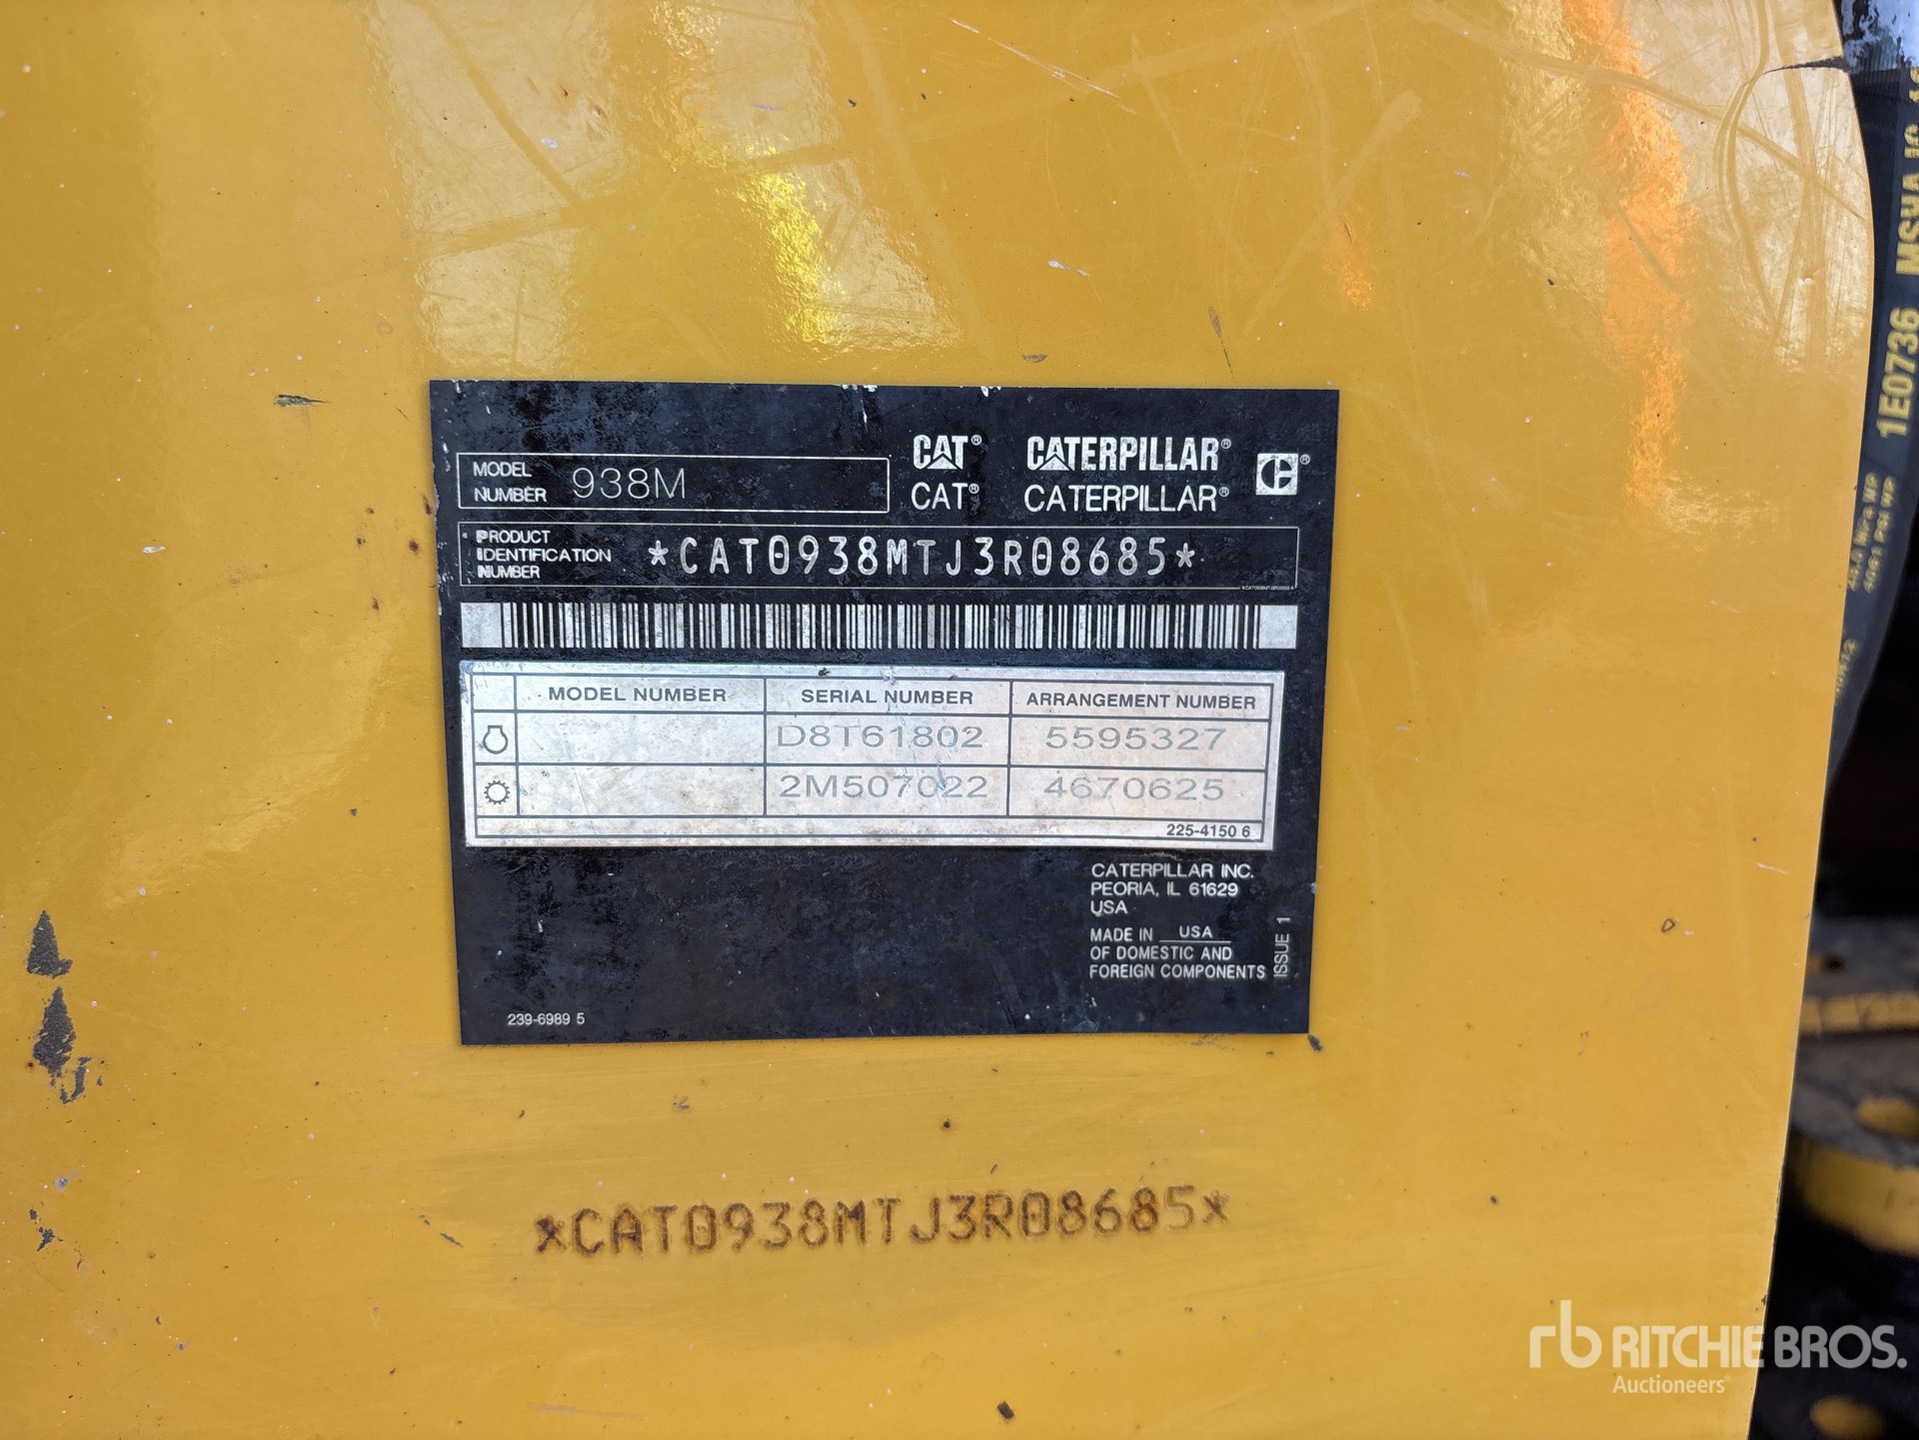 MODEL
NUMBER 938M
CAT® CATERPILLAR® ®
CAT® CATERPILLAR®
PRODUCT
IDENTIFICATION
NUMBER
*CAT0938MTJ3R08685*
MODEL NUMBER SERIAL NUMBER ARRANGEMENT NUMBER
D8T61802 5595327
2M507022 4670625
225-4150 6
CATERPILLAR INC.
PEORIA, IL 61629
USA
MADE IN USA
OF DOMESTIC AND
FOREIGN COMPONENTS
ISSUE 1
239-6989 5
*CAT0938MTJ3R08685*
1E0736 MSHA IC
rb RITCHIE BROS.
Auctioneers